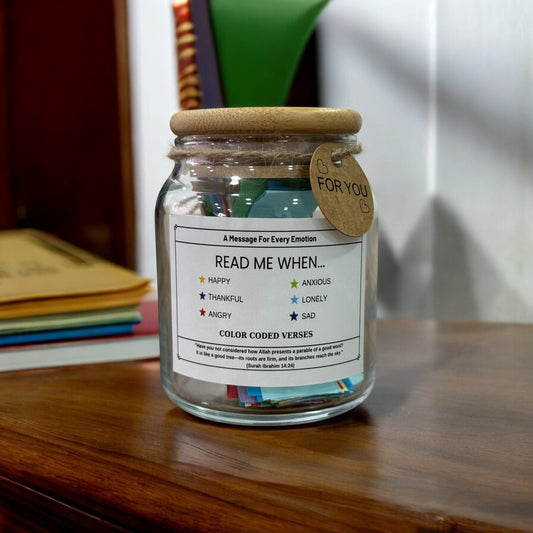 FOR YOU
A Message For Every Emotion
READ ME WHEN...
HAPPY
ANXIOUS
THANKFUL
LONELY
ANGRY
SAD
COLOR CODED VERSES
"Have you not considered how Allah presents a parable of a good word?
It is like a good tree—its roots are firm, and its branches reach the sky."
(Surah Ibrahim 14:24)